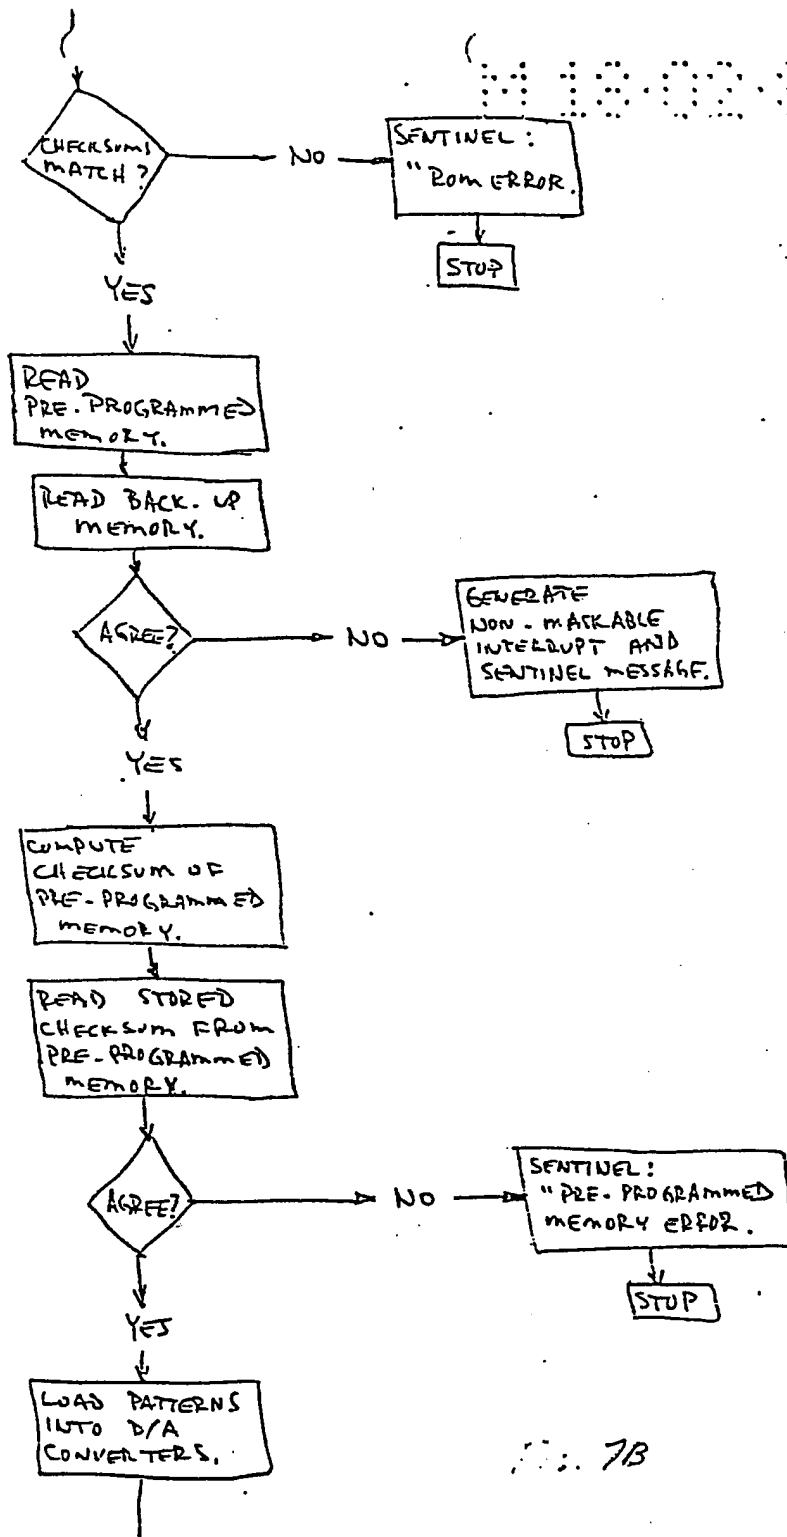 M 18·02·
CHECKSUMS
MATCH?
NO
SENTINEL:
"ROM ERROR.
STOP
YES
READ
PRE-PROGRAMMED
MEMORY.
READ BACK-UP
MEMORY.
AGREE?
NO
GENERATE
NON-MASKABLE
INTERRUPT AND
SENTINEL MESSAGE.
STOP
YES
COMPUTE
CHECKSUM OF
PRE-PROGRAMMED
MEMORY.
READ STORED
CHECKSUM FROM
PRE-PROGRAMMED
MEMORY.
AGREE?
NO
SENTINEL:
"PRE-PROGRAMMED
MEMORY ERROR.
STOP
YES
LOAD PATTERNS
INTO D/A
CONVERTERS.
7B